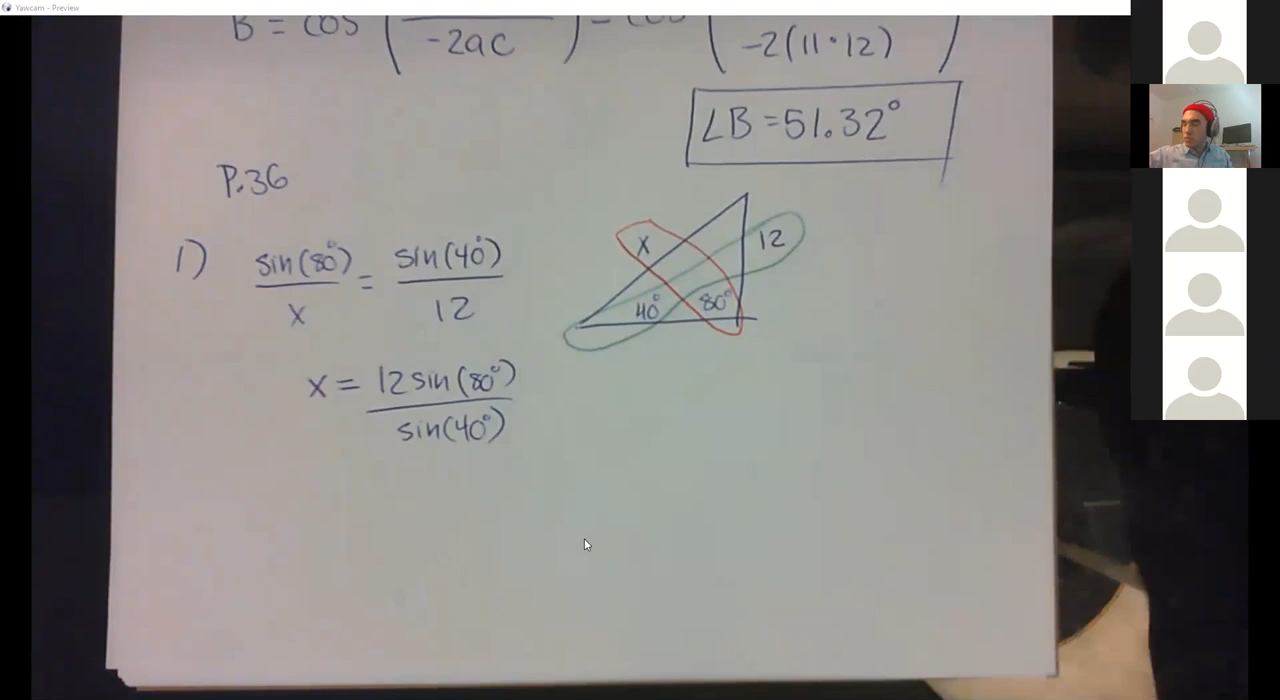 Yawcam - Preview
B = cos ( / -2ac ) = cos ( / -2(11·12) )
∠B = 51.32°
P.36
1) sin(80°)/x = sin(40°)/12
x 12
40° 80°
x = 12 sin(80°)/sin(40°)